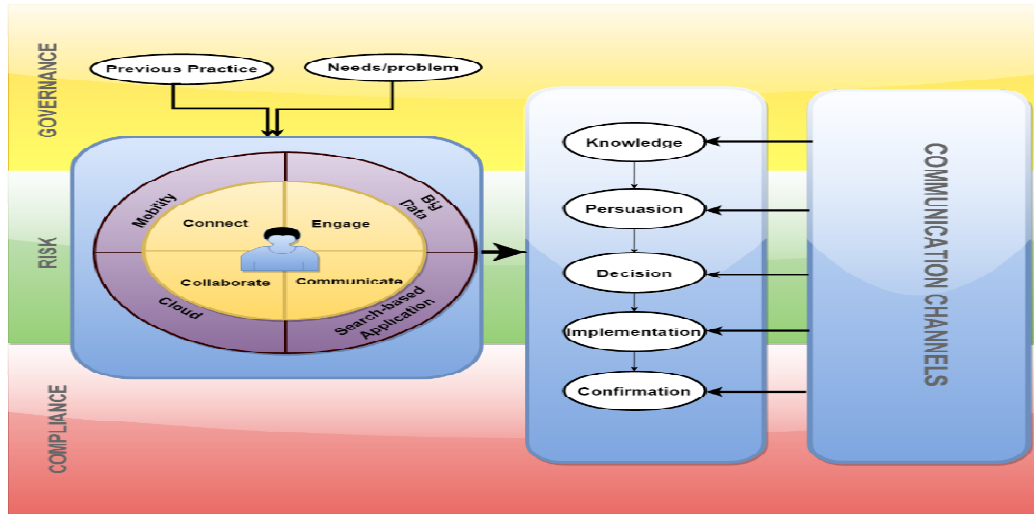 GOVERNANCE
RISK
COMPLIANCE
Previous Practice
Needs/problem
Mobility
Big
Data
Connect
Engage
Collaborate
Communicate
Cloud
Search-based
Application
Knowledge
Persuasion
Decision
Implementation
Confirmation
COMMUNICATION CHANNELS